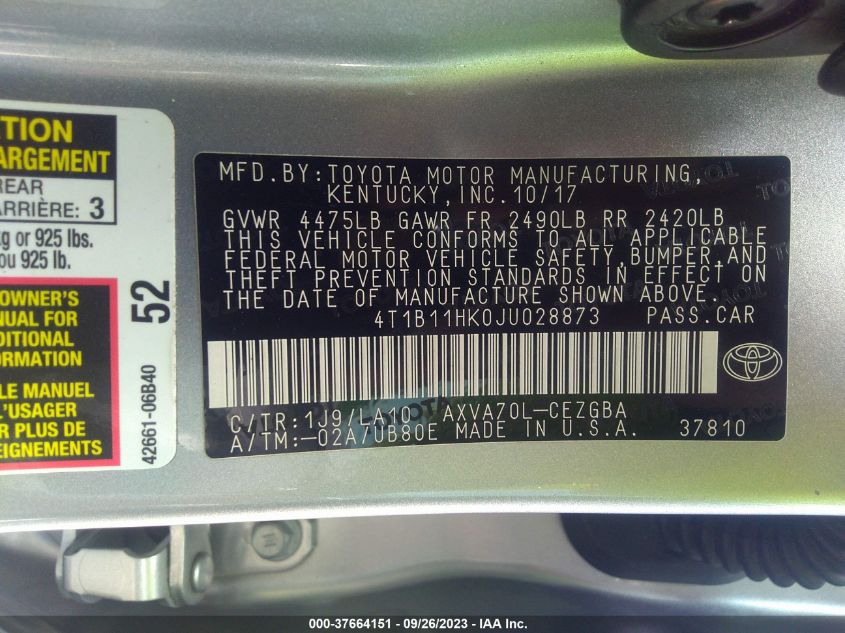 TION
ARGEMENT
REAR
ARRIÈRE: 3
kg or 925 lbs.
ou 925 lb.
OWNER'S
NUAL FOR
DITIONAL
ORMATION
LE MANUEL
L'USAGER
R PLUS DE
EIGNEMENTS
52
42661-06B40
MFD.BY:TOYOTA MOTOR MANUFACTURING,
KENTUCKY,INC.10/17
GVWR 4475LB GAWR FR 2490LB RR 2420LB
THIS VEHICLE CONFORMS TO ALL APPLICABLE
FEDERAL MOTOR VEHICLE SAFETY,BUMPER,AND
THEFT PREVENTION STANDARDS IN EFFECT ON
THE DATE OF MANUFACTURE SHOWN ABOVE.
4T1B11HK0JU028873 PASS.CAR
C/TR:1J9/LA10 AXVA70L-CEZGBA
A/TM:-02A/UB80E MADE IN U.S.A. 37810
000-37664151 - 09/26/2023 - IAA Inc.